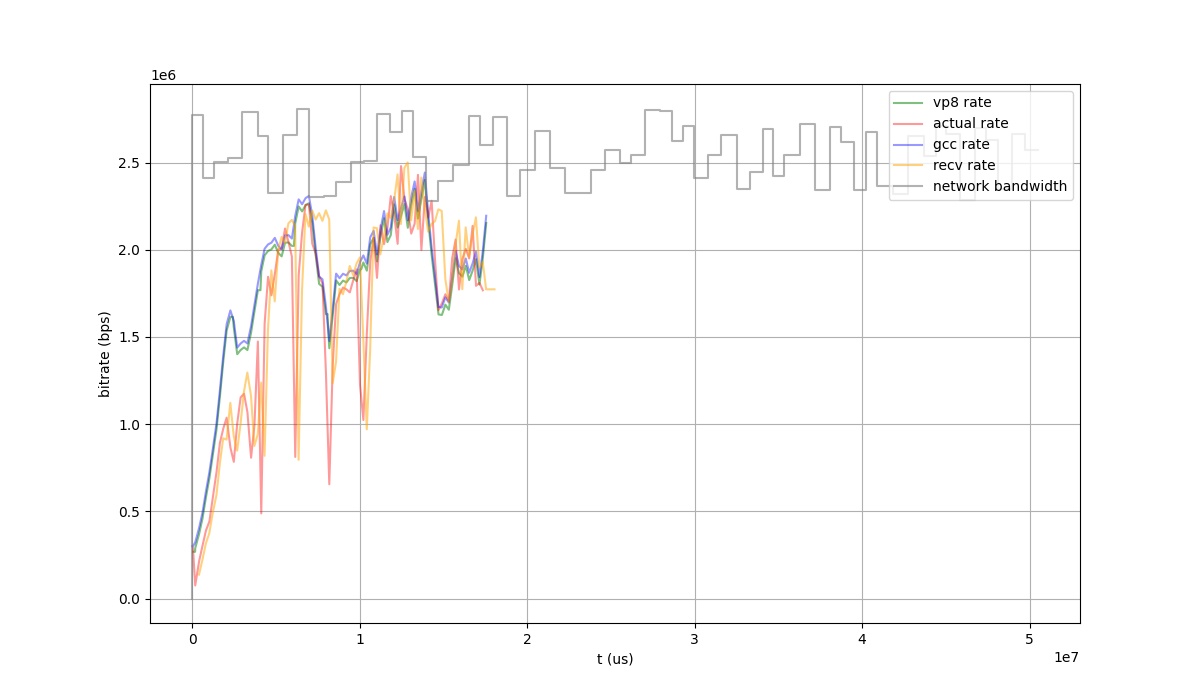 1e6
vp8 rate
actual rate
gcc rate
recv rate
network bandwidth
2.5
2.0
1.5
1.0
0.5
0.0
bitrate (bps)
0 1 2 3 4 5
t (us)
1e7